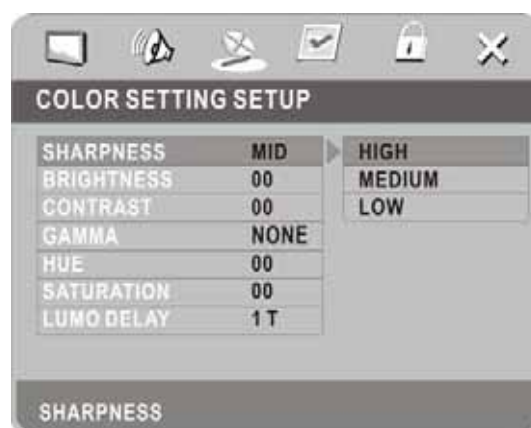 COLOR SETTING SETUP
SHARPNESS MID HIGH
BRIGHTNESS 00 MEDIUM
CONTRAST 00 LOW
GAMMA NONE
HUE 00
SATURATION 00
LUMO DELAY 1 T
SHARPNESS